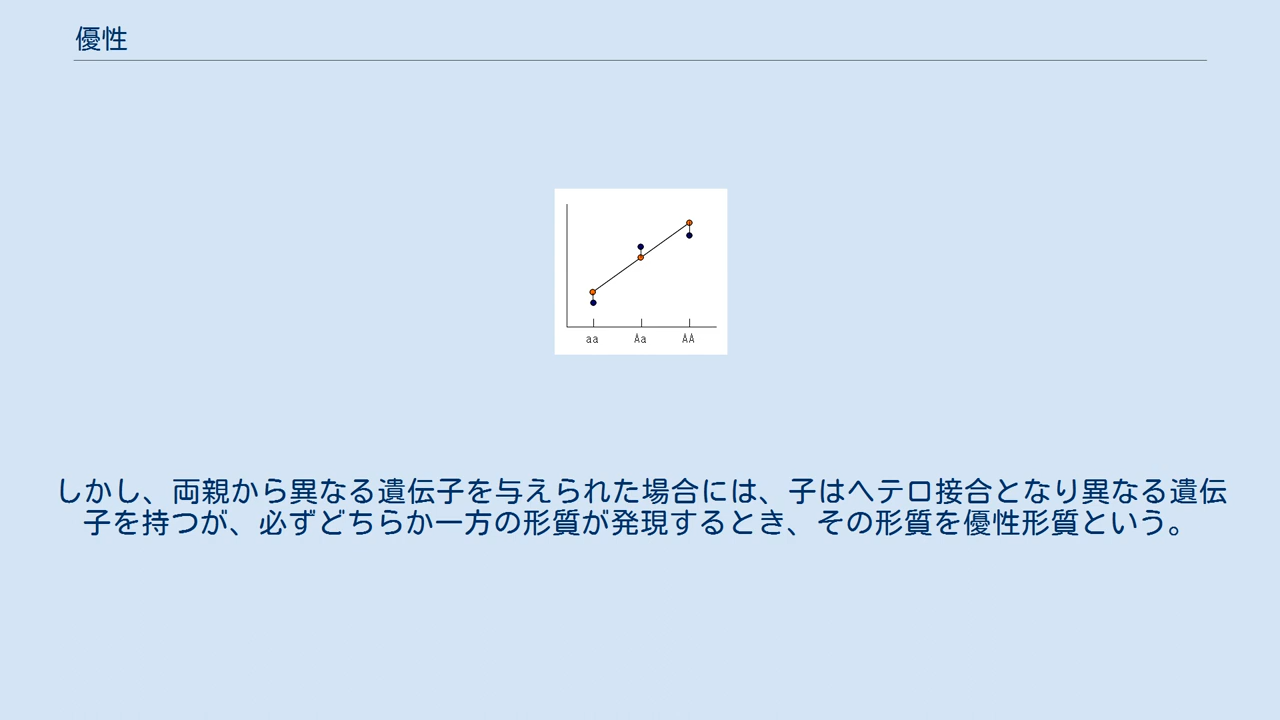 優性
aa Aa AA
しかし、両親から異なる遺伝子を与えられた場合には、子はヘテロ接合となり異なる遺伝
子を持つが、必ずどちらか一方の形質が発現するとき、その形質を優性形質という。